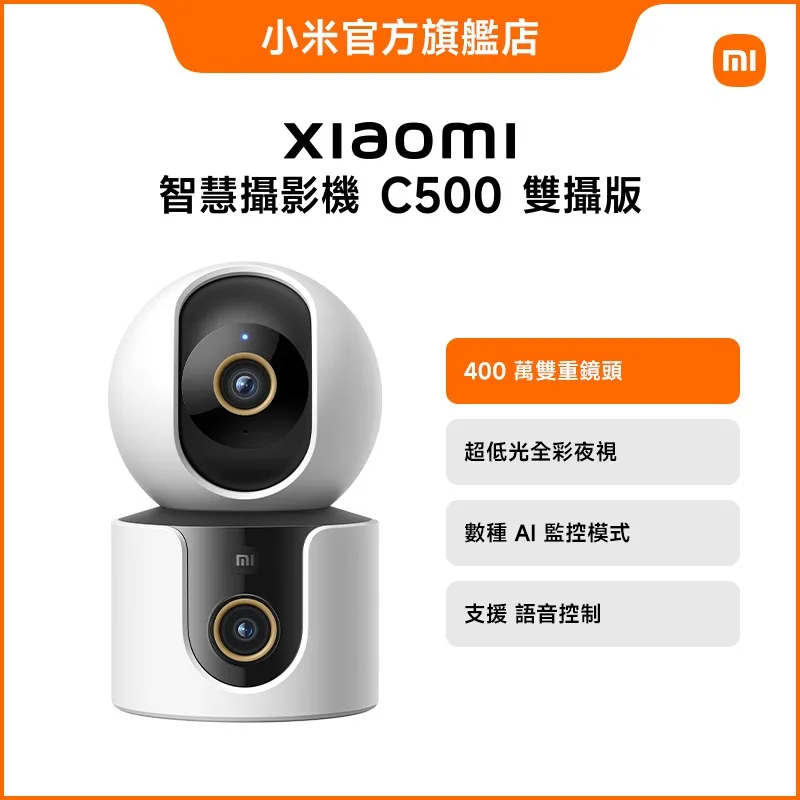 小米官方旗艦店
mi
xiaomi
智慧攝影機 C500 雙攝版
400 萬雙重鏡頭
超低光全彩夜視
mi
數種 AI 監控模式
支援 語音控制